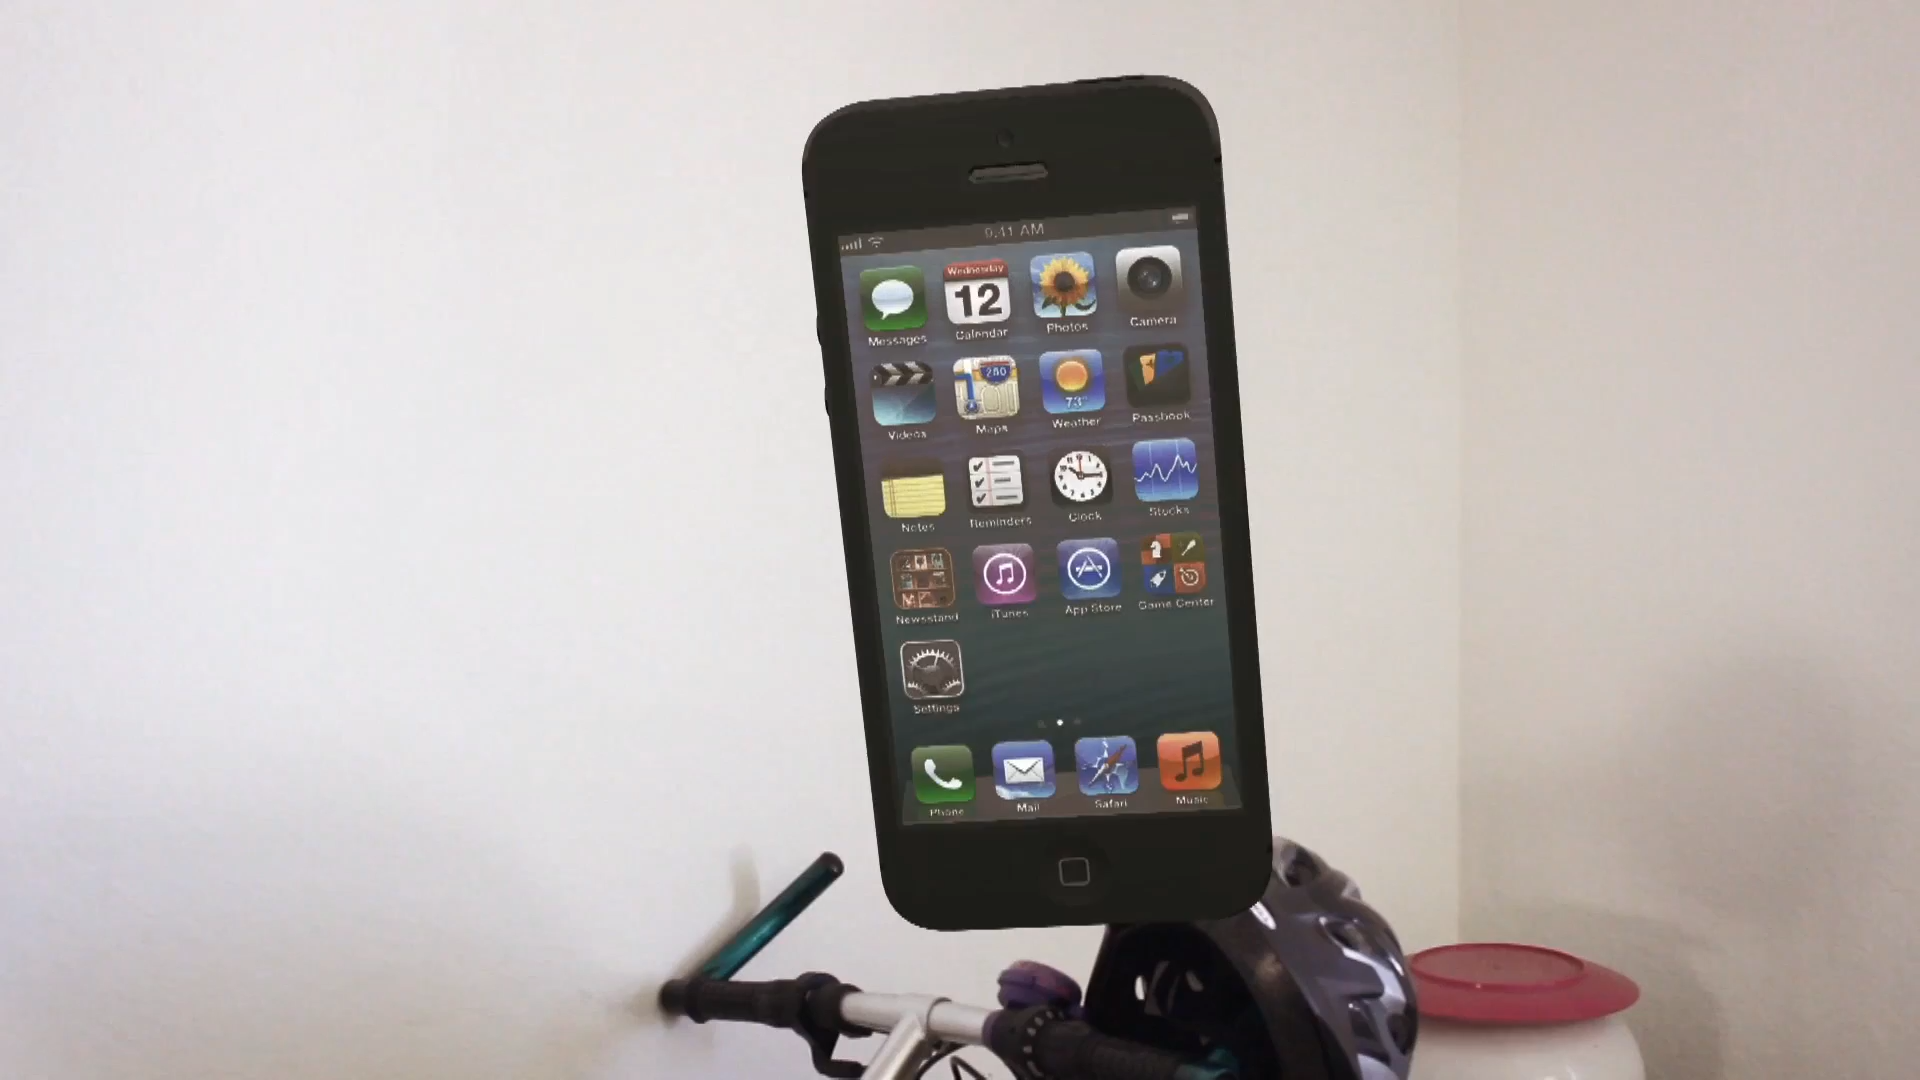 9:41 AM
Wednesday
12
Messages Calendar Photos Camera
280
73°
Videos Maps Weather Passbook
Notes Reminders Clock Stocks
Newsstand iTunes App Store Game Center
Settings
Phone Mail Safari Music